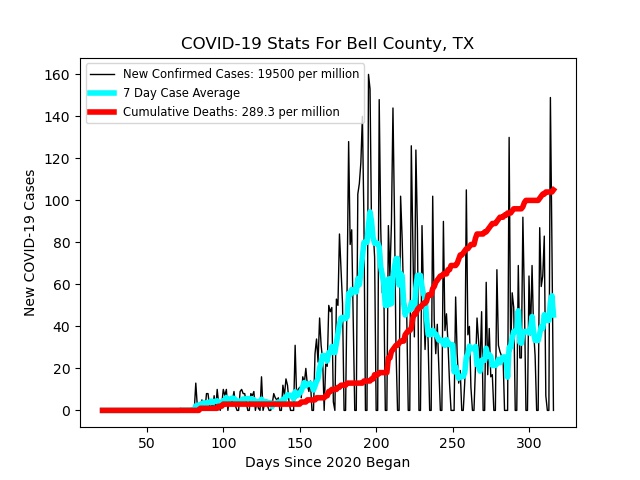 COVID-19 Stats For Bell County, TX
New Confirmed Cases: 19500 per million
7 Day Case Average
Cumulative Deaths: 289.3 per million
160
140
120
100
80
60
40
20
0
New COVID-19 Cases
50 100 150 200 250 300
Days Since 2020 Began